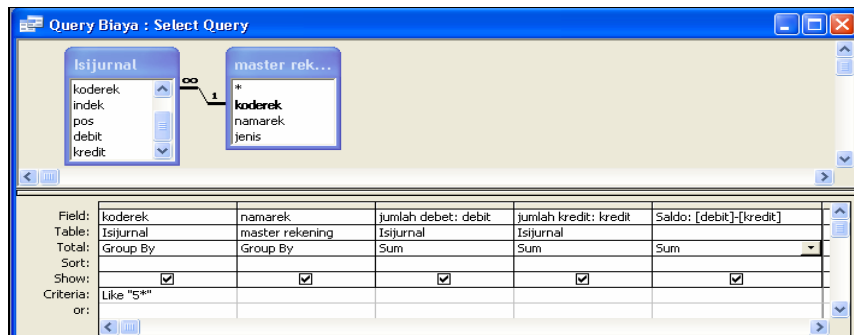 Query Biaya : Select Query
Isijurnal
koderek
indek
pos
debit
kredit
∞ 1
master rek...
*
koderek
namarek
jenis
Field: koderek namarek jumlah debet: debit jumlah kredit: kredit Saldo: [debit]-[kredit]
Table: Isijurnal master rekening Isijurnal Isijurnal
Total: Group By Group By Sum Sum Sum
Sort:
Show:
Criteria: Like "5*"
or: